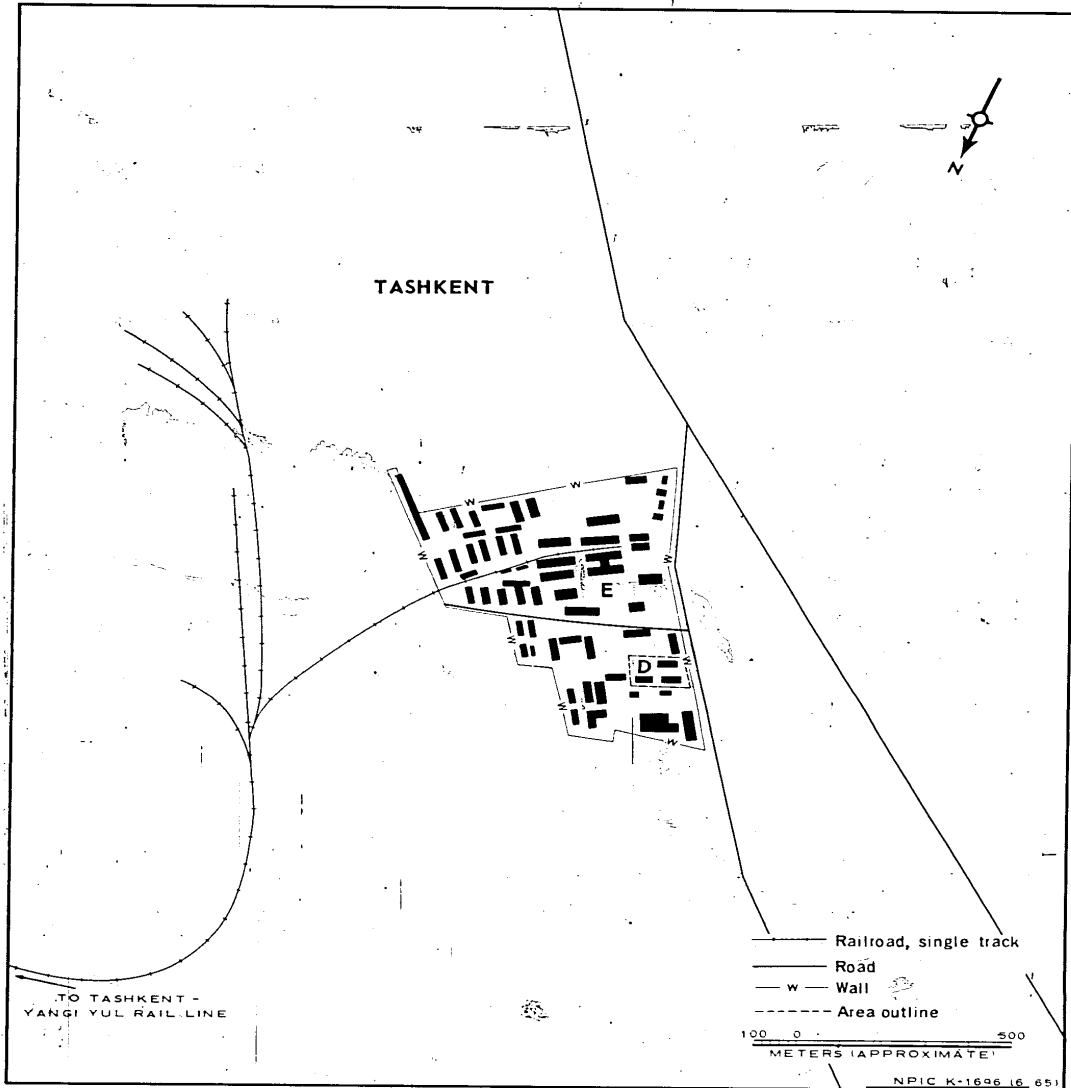 N
TASHKENT
W
W
W
W
E
W
D
W
W
W
Railroad, single track
Road
W Wall
Area outline
TO TASHKENT -
YANGI YUL RAIL LINE
100 0 500
METERS (APPROXIMATE)
NPIC K-1696 (6 65)